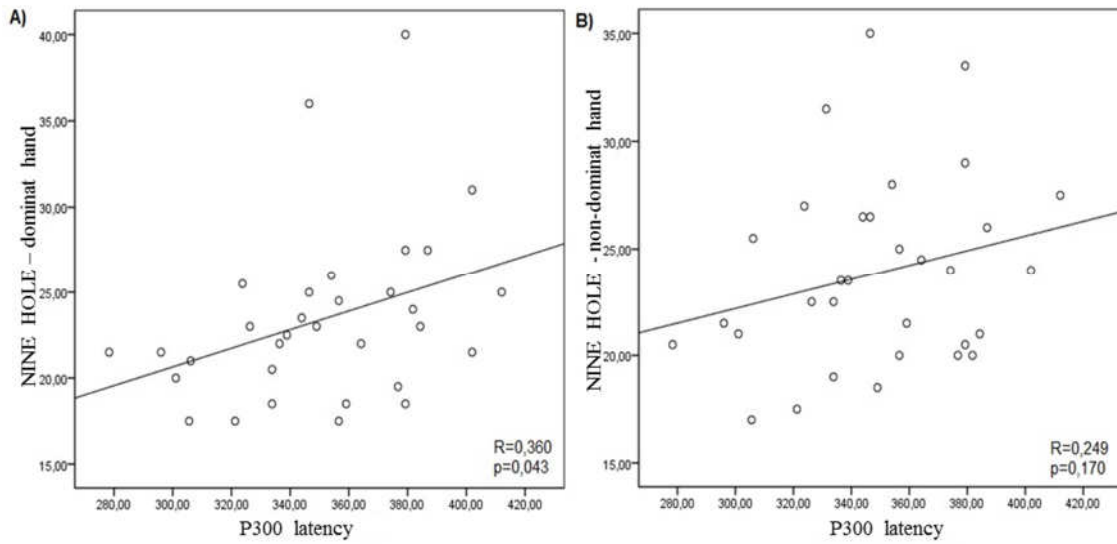 A)
NINE HOLE – dominat hand
40,00
35,00
30,00
25,00
20,00
15,00
R=0,360
p=0,043
280,00 300,00 320,00 340,00 360,00 380,00 400,00 420,00
P300 latency
B)
NINE HOLE - non-dominat hand
35,00
30,00
25,00
20,00
15,00
R=0,249
p=0,170
280,00 300,00 320,00 340,00 360,00 380,00 400,00 420,00
P300 latency